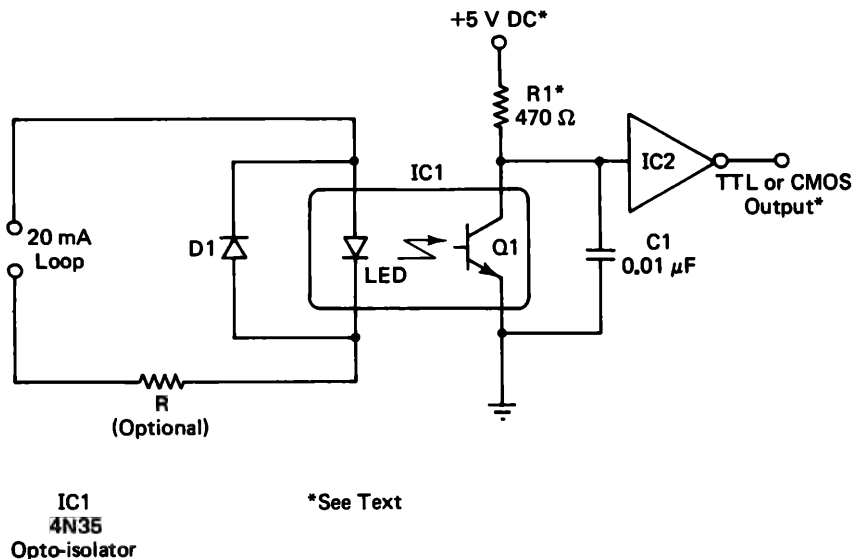 +5 V DC*
R1*
470 Ω
IC1
IC2
TTL or CMOS
Output*
20 mA
Loop
D1
LED
Q1
C1
0.01 μF
R
(Optional)
IC1
4N35
Opto-isolator
*See Text